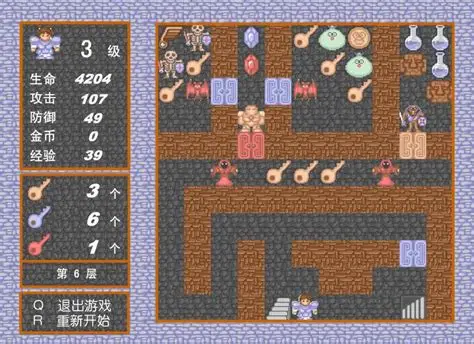 3 级
生命 4204
攻击 107
防御 49
金币 0
经验 39
3 个
6 个
1 个
第 6 层
Q 退出游戏
R 重新开始